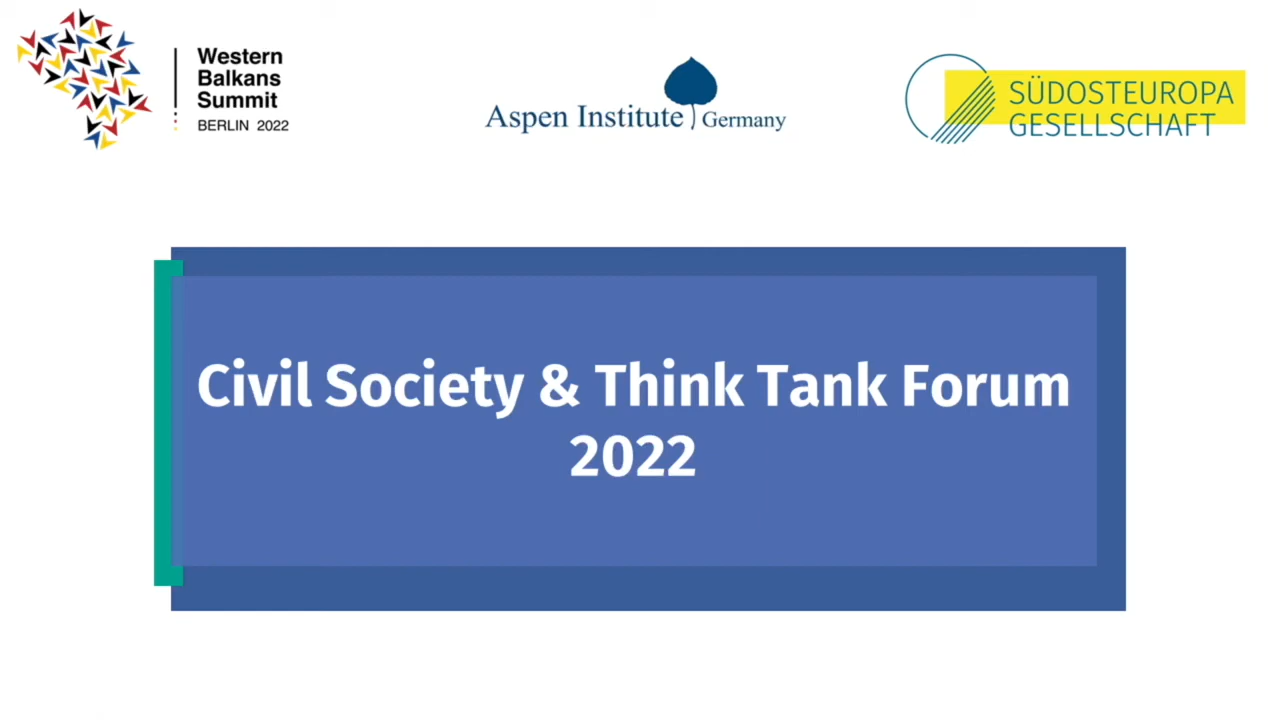 Western
Balkans
Summit
BERLIN 2022
Aspen Institute Germany
SÜDOSTEUROPA
GESELLSCHAFT
Civil Society & Think Tank Forum
2022